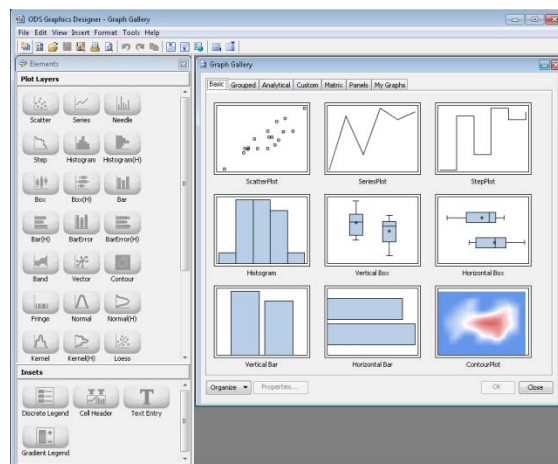 ODS Graphics Designer - Graph Gallery
File Edit View Insert Format Tools Help
Elements
Plot Layers
Scatter Series Needle
Step Histogram Histogram(H)
Box Box(H) Bar
Bar(H) BarError BarError(H)
Band Vector Contour
Fringe Normal Normal(H)
Kernel Kernel(H) Loess
Insets
Discrete Legend Cell Header Text Entry
Gradient Legend
Graph Gallery
Basic Grouped Analytical Custom Matrix Panels My Graphs
ScatterPlot SeriesPlot StepPlot
Histogram Vertical Box Horizontal Box
Vertical Bar Horizontal Bar ContourPlot
Organize Properties... OK Close